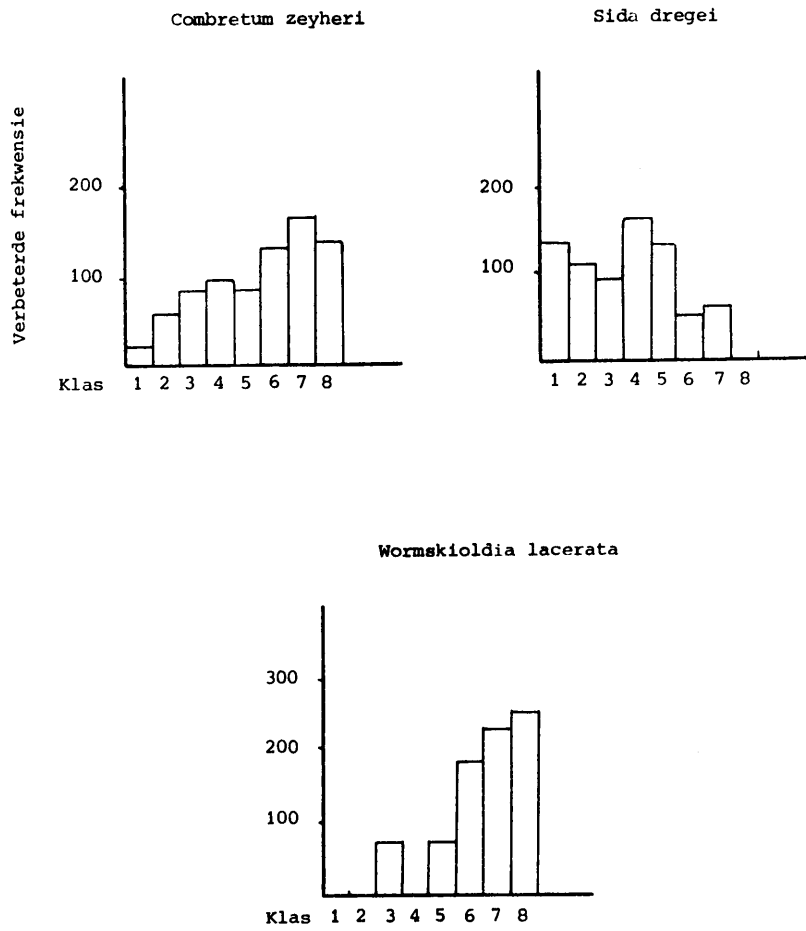 Combretum zeyheri
Verbeterde frekwensie
200
100
Klas 1 2 3 4 5 6 7 8
Sida dregei
200
100
1 2 3 4 5 6 7 8
Wormskioldia lacerata
300
200
100
Klas 1 2 3 4 5 6 7 8